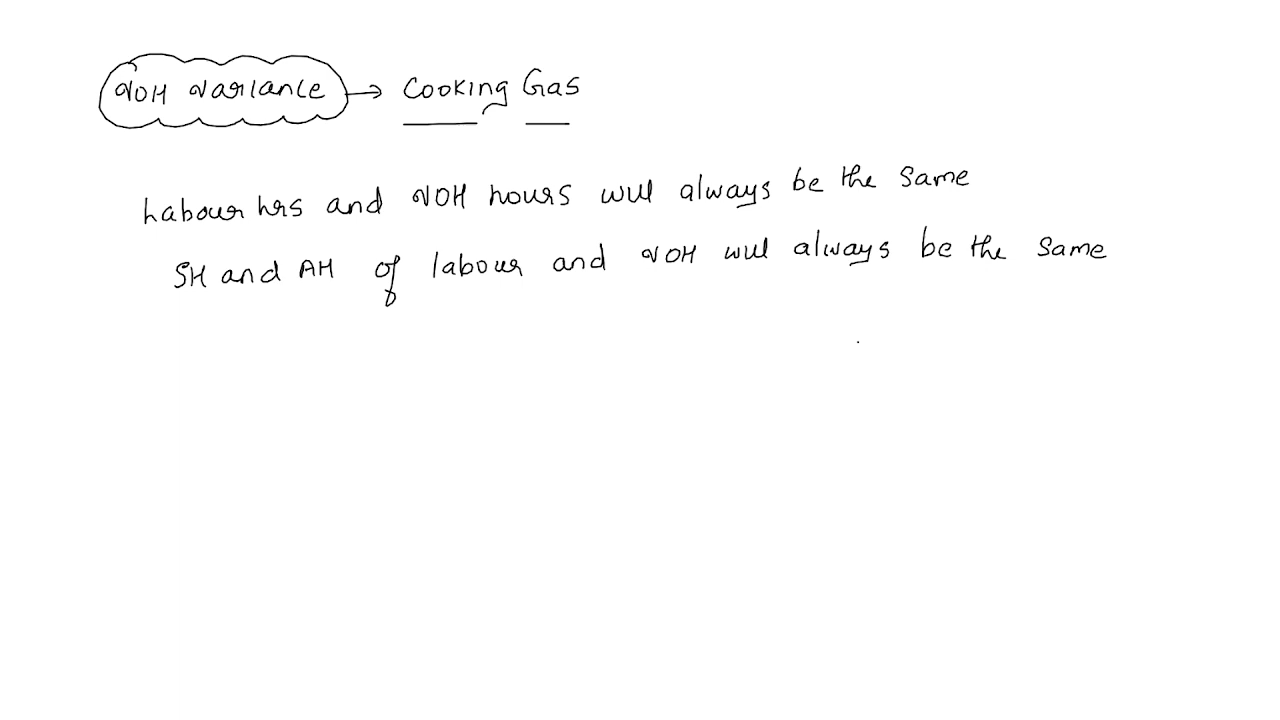 VOH Variance → Cooking Gas
Labour hrs and VOH hours will always be the same
SH and AH of labour and VOH will always be the same